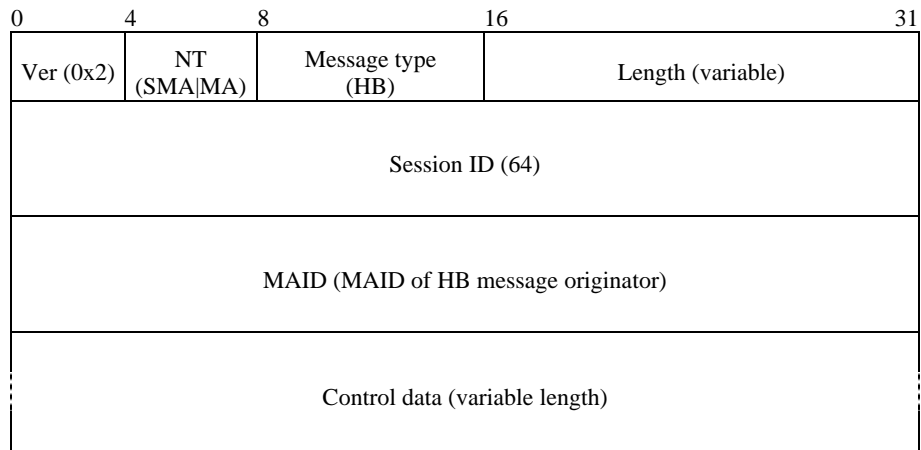 0 4 8 16 31
Ver (0x2) NT (SMA|MA) Message type (HB) Length (variable)
Session ID (64)
MAID (MAID of HB message originator)
Control data (variable length)